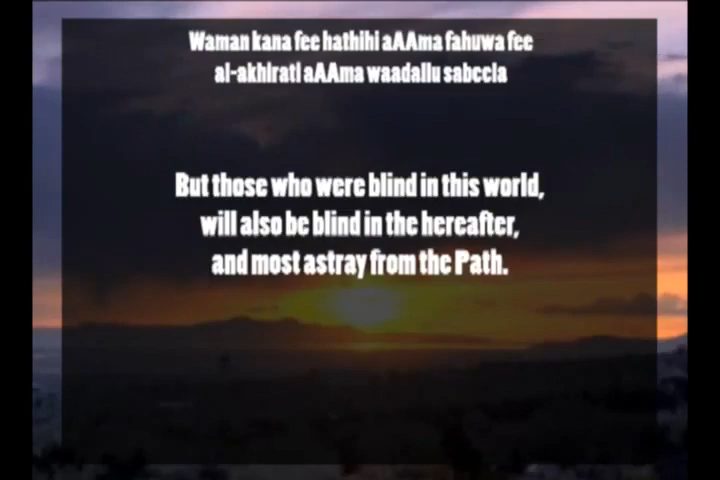 Waman kana fee hathihi aAAma fahuwa fee
al-akhirati aAAma waadallu sabeela
But those who were blind in this world,
will also be blind in the hereafter,
and most astray from the Path.